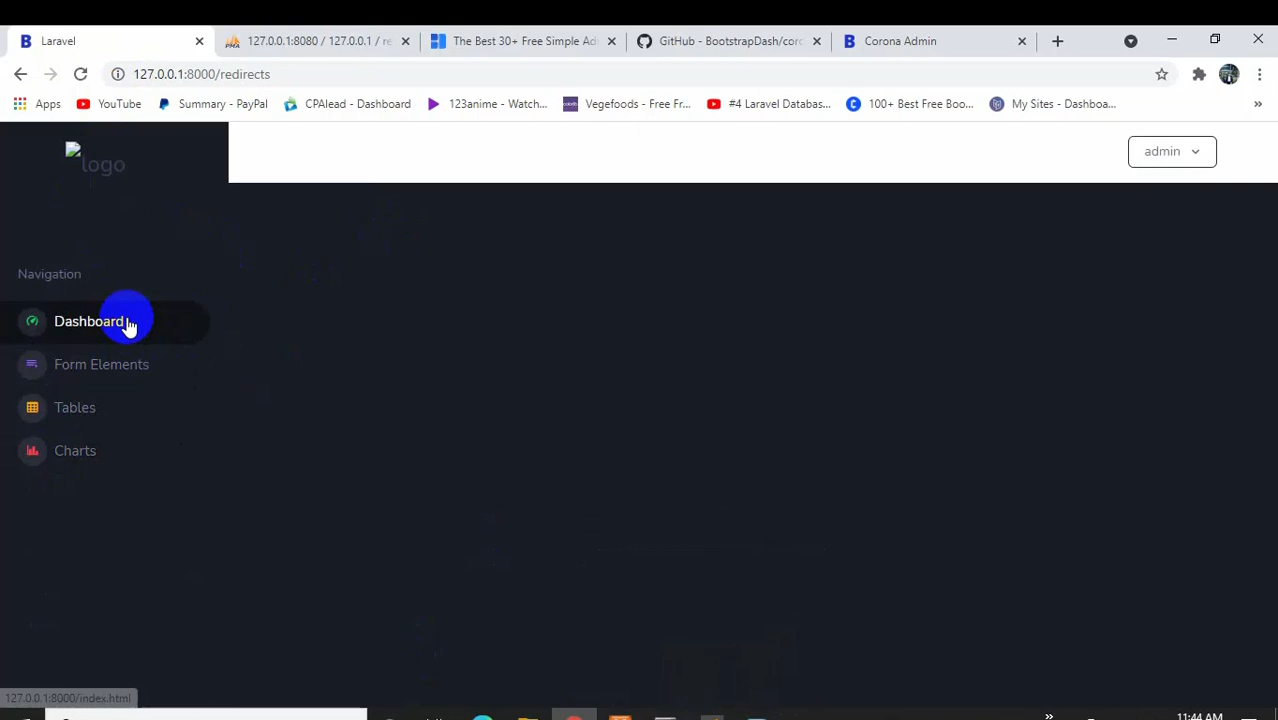 Laravel
127.0.0.1:8080 / 127.0.0.1 / re
The Best 30+ Free Simple Ad
GitHub - BootstrapDash/coro
Corona Admin
127.0.0.1:8000/redirects
Apps
YouTube
Summary - PayPal
CPAlead - Dashboard
123anime - Watch...
Vegefoods - Free Fr...
#4 Laravel Databas...
100+ Best Free Boo...
My Sites - Dashboa...
logo
admin
Navigation
Dashboard
Form Elements
Tables
Charts
127.0.0.1:8000/index.html
11:44 AM